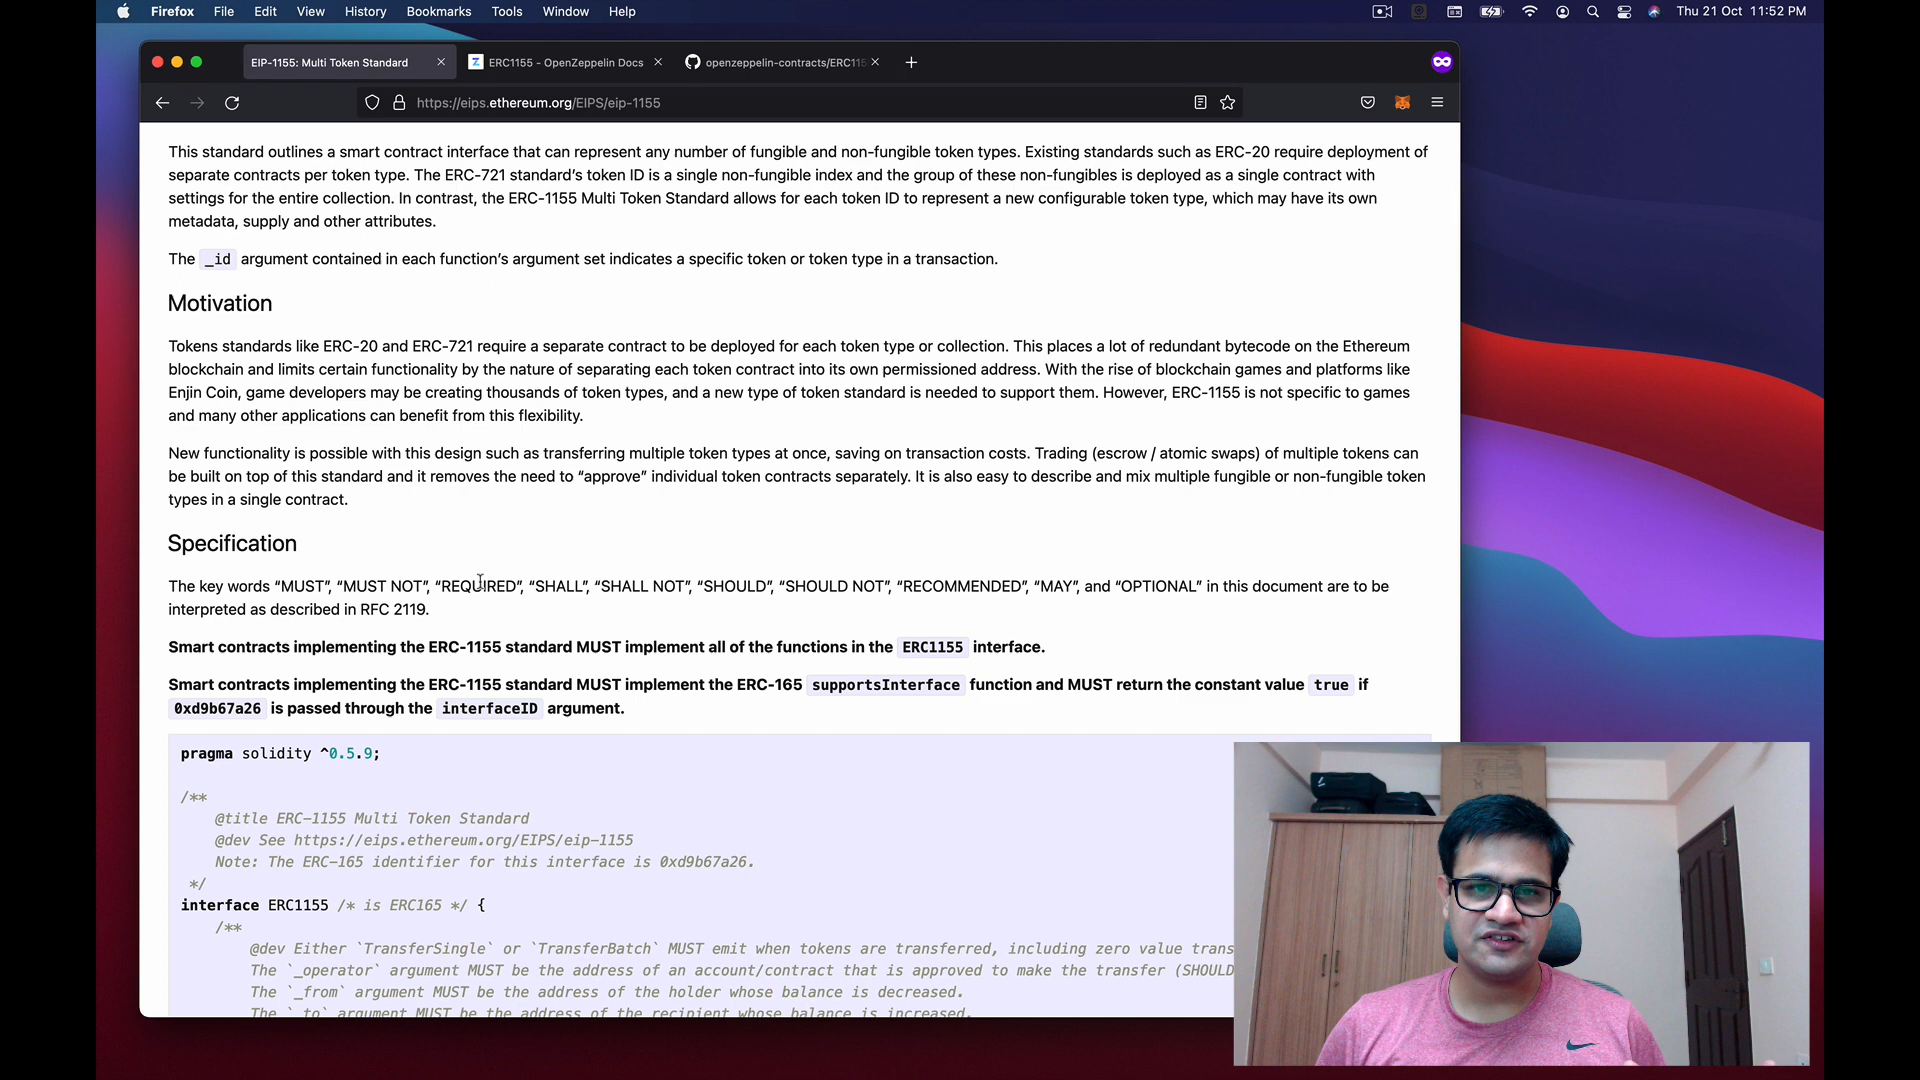 Firefox File Edit View History Bookmarks Tools Window Help Thu 21 Oct 11:52 PM
EIP-1155: Multi Token Standard ERC1155 - OpenZeppelin Docs openzeppelin-contracts/ERC115
https://eips.ethereum.org/EIPS/eip-1155
This standard outlines a smart contract interface that can represent any number of fungible and non-fungible token types. Existing standards such as ERC-20 require deployment of
separate contracts per token type. The ERC-721 standard’s token ID is a single non-fungible index and the group of these non-fungibles is deployed as a single contract with
settings for the entire collection. In contrast, the ERC-1155 Multi Token Standard allows for each token ID to represent a new configurable token type, which may have its own
metadata, supply and other attributes.
The _id argument contained in each function’s argument set indicates a specific token or token type in a transaction.
Motivation
Tokens standards like ERC-20 and ERC-721 require a separate contract to be deployed for each token type or collection. This places a lot of redundant bytecode on the Ethereum
blockchain and limits certain functionality by the nature of separating each token contract into its own permissioned address. With the rise of blockchain games and platforms like
Enjin Coin, game developers may be creating thousands of token types, and a new type of token standard is needed to support them. However, ERC-1155 is not specific to games
and many other applications can benefit from this flexibility.
New functionality is possible with this design such as transferring multiple token types at once, saving on transaction costs. Trading (escrow / atomic swaps) of multiple tokens can
be built on top of this standard and it removes the need to “approve” individual token contracts separately. It is also easy to describe and mix multiple fungible or non-fungible token
types in a single contract.
Specification
The key words “MUST”, “MUST NOT”, “REQUIRED”, “SHALL”, “SHALL NOT”, “SHOULD”, “SHOULD NOT”, “RECOMMENDED”, “MAY”, and “OPTIONAL” in this document are to be
interpreted as described in RFC 2119.
Smart contracts implementing the ERC-1155 standard MUST implement all of the functions in the ERC1155 interface.
Smart contracts implementing the ERC-1155 standard MUST implement the ERC-165 supportsInterface function and MUST return the constant value true if
0xd9b67a26 is passed through the interfaceID argument.
pragma solidity ^0.5.9;
/**
@title ERC-1155 Multi Token Standard
@dev See https://eips.ethereum.org/EIPS/eip-1155
Note: The ERC-165 identifier for this interface is 0xd9b67a26.
*/
interface ERC1155 /* is ERC165 */ {
/**
@dev Either `TransferSingle` or `TransferBatch` MUST emit when tokens are transferred, including zero value trans
The `_operator` argument MUST be the address of an account/contract that is approved to make the transfer (SHOULD
The `_from` argument MUST be the address of the holder whose balance is decreased.
The `_to` argument MUST be the address of the recipient whose balance is increased.